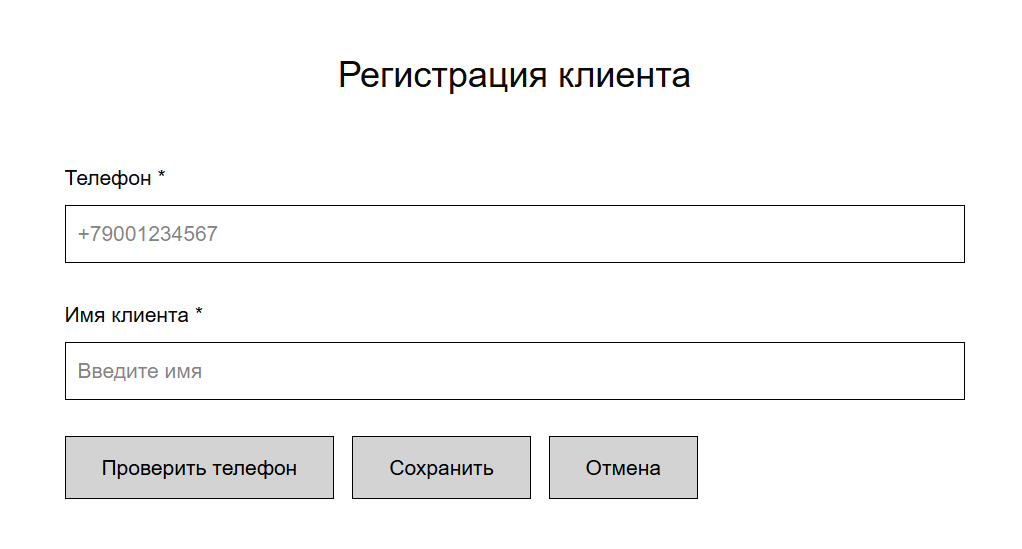 Регистрация клиента
Телефон *
+79001234567
Имя клиента *
Введите имя
Проверить телефон Сохранить Отмена